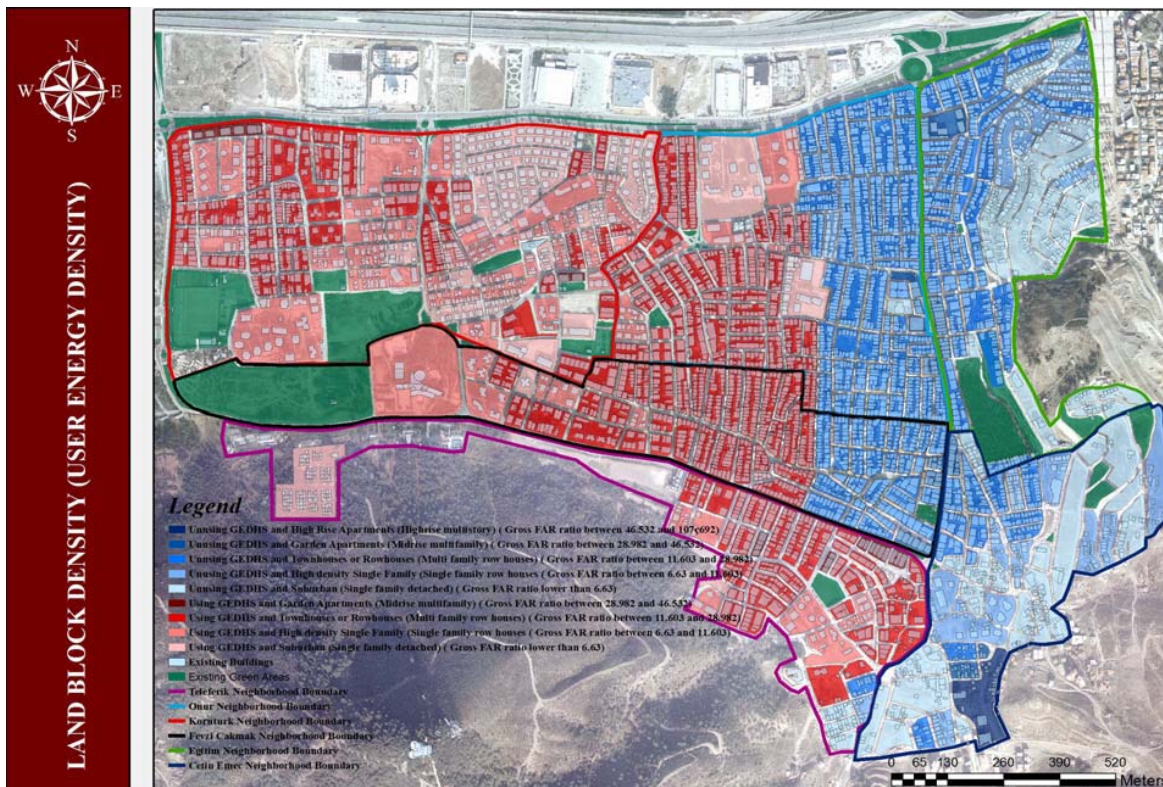 N
W E
S
LAND BLOCK DENSITY (USER ENERGY DENSITY)
Legend
Unusing GEDHS and High Rise Apartments (Highrise multistory) ( Gross FAR ratio between 46.532 and 107.692)
Unusing GEDHS and Garden Apartments (Midrise multifamily) ( Gross FAR ratio between 28.982 and 46.532)
Unusing GEDHS and Townhouses or Rowhouses (Multi family row houses) ( Gross FAR ratio between 11.603 and 28.982)
Unusing GEDHS and High density Single Family (Single family row houses) ( Gross FAR ratio between 6.63 and 11.603)
Unusing GEDHS and Suburban (Single family detached) ( Gross FAR ratio lower than 6.63)
Using GEDHS and Garden Apartments (Midrise multifamily) ( Gross FAR ratio between 28.982 and 46.532)
Using GEDHS and Townhouses or Rowhouses (Multi family row houses) ( Gross FAR ratio between 11.603 and 28.982)
Using GEDHS and High density Single Family (Single family row houses) ( Gross FAR ratio between 6.63 and 11.603)
Using GEDHS and Suburban (Single family detached) ( Gross FAR ratio lower than 6.63)
Existing Buildings
Existing Green Areas
Teleferik Neighborhood Boundary
Onur Neighborhood Boundary
Korutürk Neighborhood Boundary
Fevzi Cakmak Neighborhood Boundary
Egitim Neighborhood Boundary
Cetin Emec Neighborhood Boundary
0 65 130 260 390 520
Meters